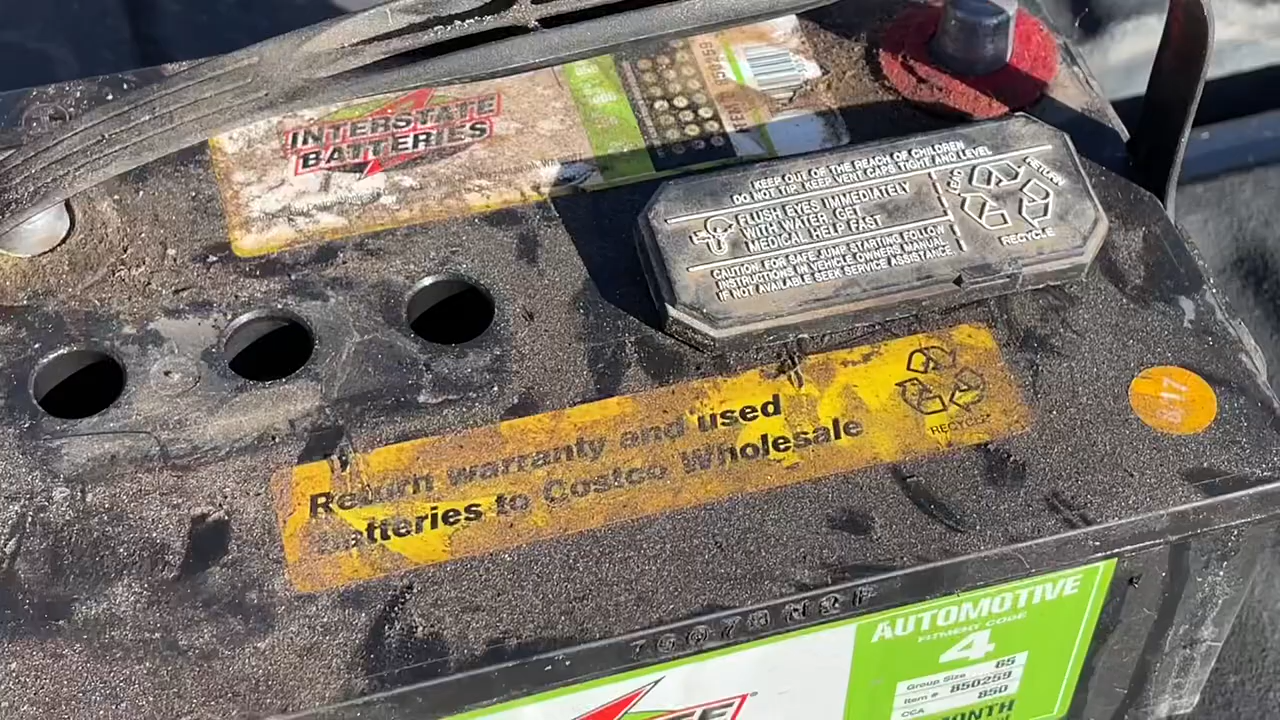 INTERSTATE
BATTERIES
KEEP OUT OF THE REACH OF CHILDREN
DO NOT TIP. KEEP VENT CAPS TIGHT AND LEVEL
FLUSH EYES IMMEDIATELY
WITH WATER, GET
MEDICAL HELP FAST
CAUTION: FOR SAFE JUMP STARTING FOLLOW
INSTRUCTIONS IN VEHICLE OWNERS MANUAL.
IF NOT AVAILABLE SEEK SERVICE ASSISTANCE.
LEAD
RETURN
RECYCLE
Return warranty and used
batteries to Costco Wholesale
RECYCLE
AUTOMOTIVE
FITMENT CODE
4
Group Size 65
Item # 850259
CCA 850
MONTH